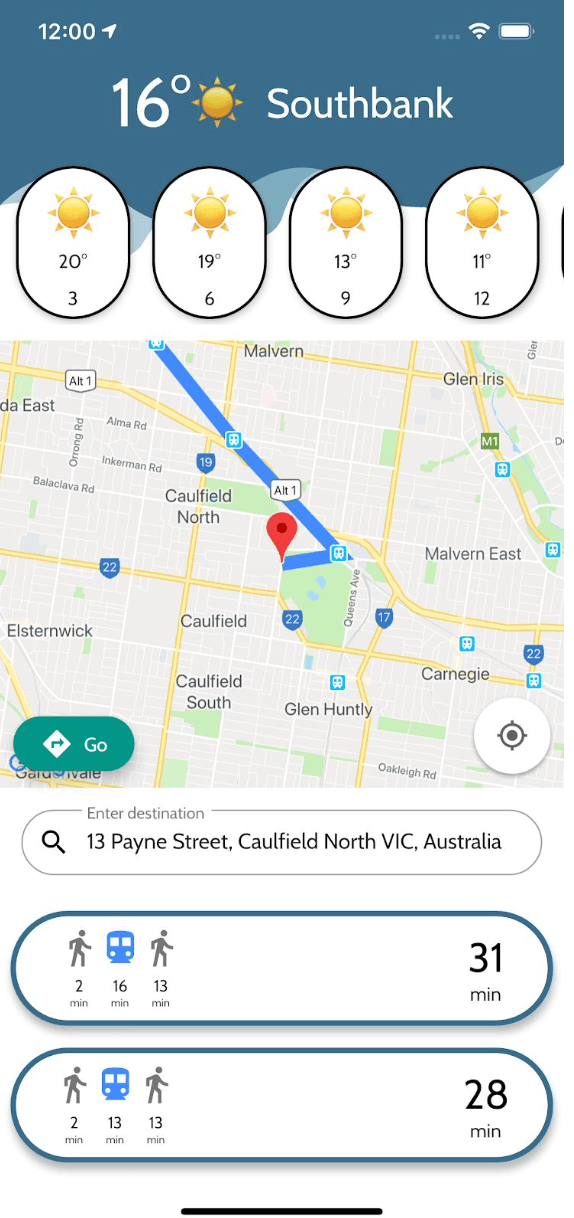 12:00
16° Southbank
20° 19° 13° 11°
3 6 9 12
Malvern
Glen
Alt 1
Glen Iris
da East
Alma Rd
Orrong Rd
M1
Inkerman Rd
19
Balaclava Rd
Alt 1
Caulfield
North
22
Malvern East
Queens Ave
Caulfield
22
17
Elsternwick
22
Caulfield
South
Carnegie
Glen Huntly
Go
Oakleigh Rd
Enter destination
13 Payne Street, Caulfield North VIC, Australia
31
2 16 13
min min min
min
28
2 13 13
min min min
min